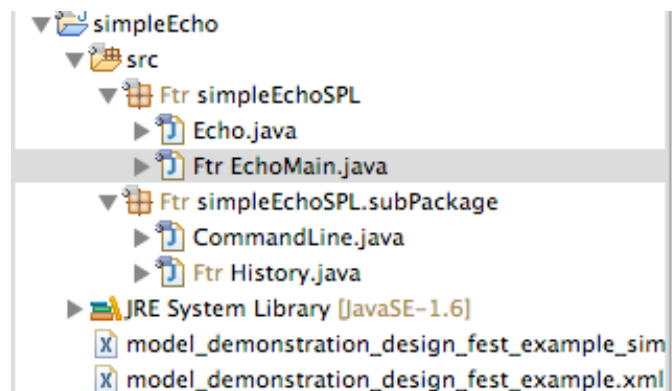 simpleEcho
src
Ftr simpleEchoSPL
Echo.java
Ftr EchoMain.java
Ftr simpleEchoSPL.subPackage
CommandLine.java
Ftr History.java
JRE System Library [JavaSE-1.6]
model_demonstration_design_fest_example_sim
model_demonstration_design_fest_example.xml